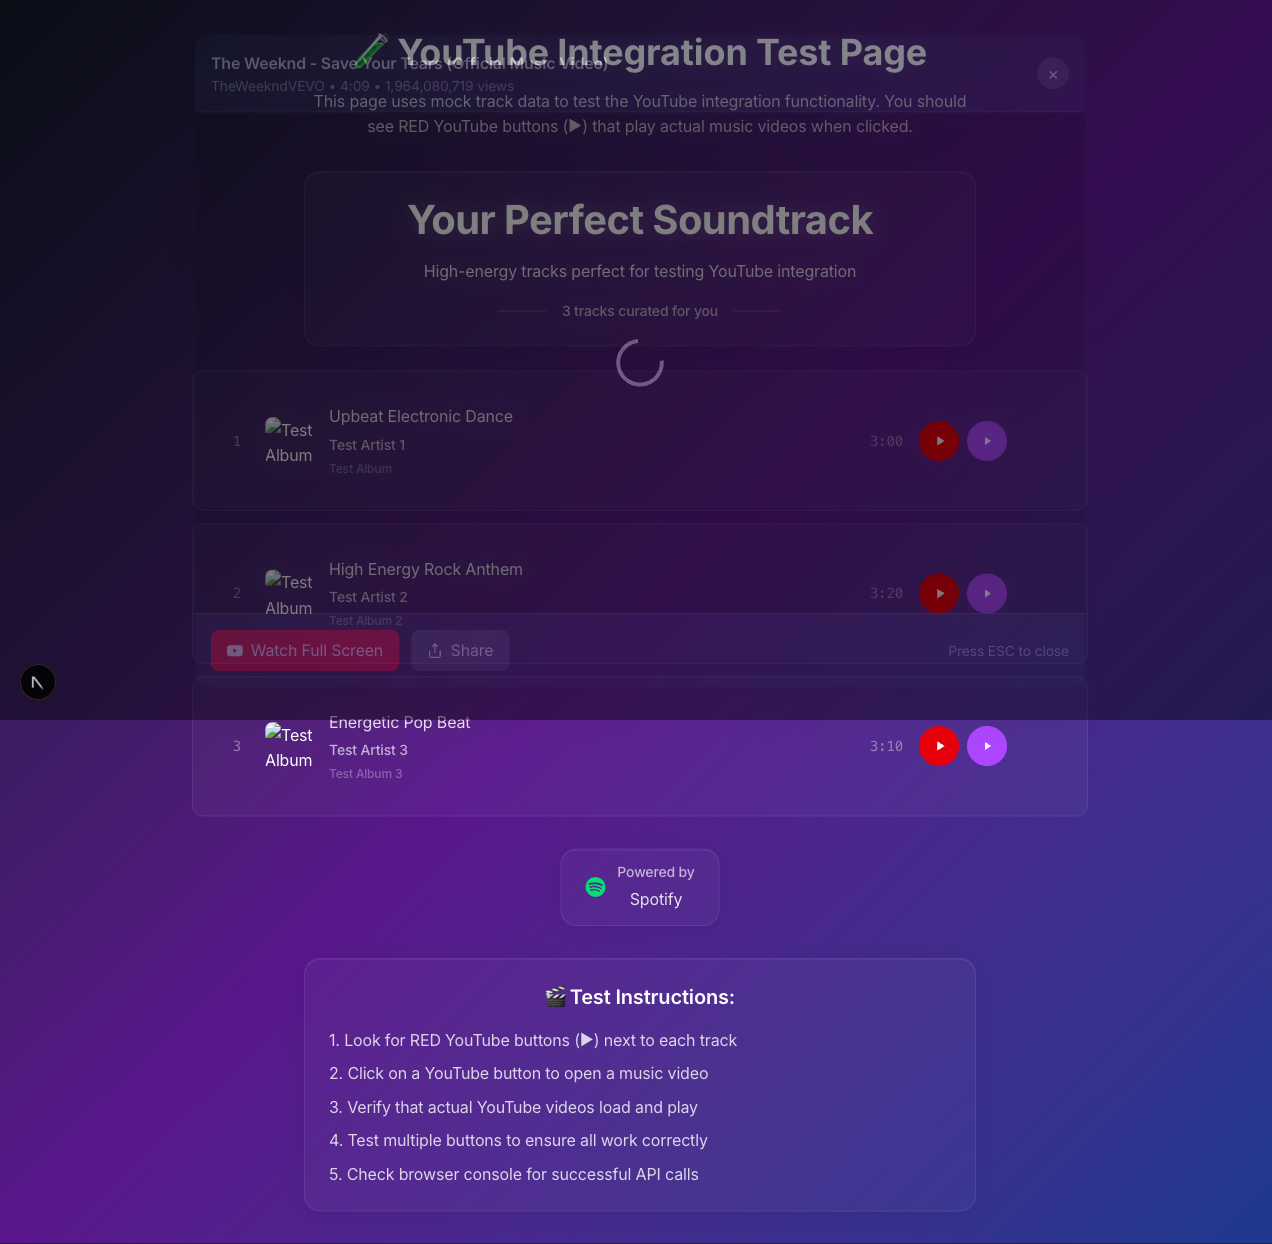 YouTube Integration Test Page
The Weeknd - Save Your Tears (Official Music Video)
TheWeekndVEVO • 4:09 • 1,964,080,719 views
×
This page uses mock track data to test the YouTube integration functionality. You should
see RED YouTube buttons (▶) that play actual music videos when clicked.
Your Perfect Soundtrack
High-energy tracks perfect for testing YouTube integration
3 tracks curated for you
1
Test
Album
Upbeat Electronic Dance
Test Artist 1
Test Album
3:00
2
Test
Album
High Energy Rock Anthem
Test Artist 2
Test Album 2
3:20
Watch Full Screen
Share
Press ESC to close
3
Test
Album
Energetic Pop Beat
Test Artist 3
Test Album 3
3:10
Powered by
Spotify
🎬 Test Instructions:
1. Look for RED YouTube buttons (▶) next to each track
2. Click on a YouTube button to open a music video
3. Verify that actual YouTube videos load and play
4. Test multiple buttons to ensure all work correctly
5. Check browser console for successful API calls